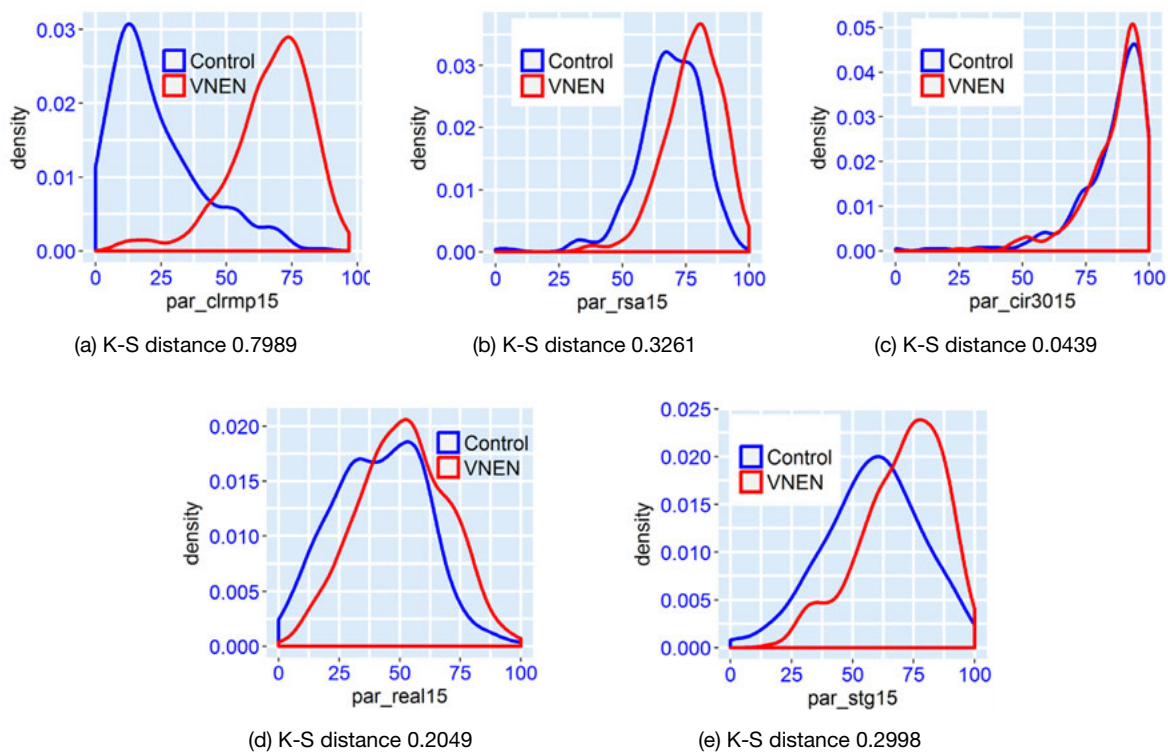 0.03
0.02
0.01
0.00
density
Control
VNEN
0 25 50 75 100
par_clrmp15
(a) K-S distance 0.7989
0.03
0.02
0.01
0.00
density
Control
VNEN
0 25 50 75 100
par_rsa15
(b) K-S distance 0.3261
0.05
0.04
0.03
0.02
0.01
0.00
density
Control
VNEN
0 25 50 75 100
par_cir3015
(c) K-S distance 0.0439
0.020
0.015
0.010
0.005
0.000
density
Control
VNEN
0 25 50 75 100
par_real15
(d) K-S distance 0.2049
0.025
0.020
0.015
0.010
0.005
0.000
density
Control
VNEN
0 25 50 75 100
par_stg15
(e) K-S distance 0.2998